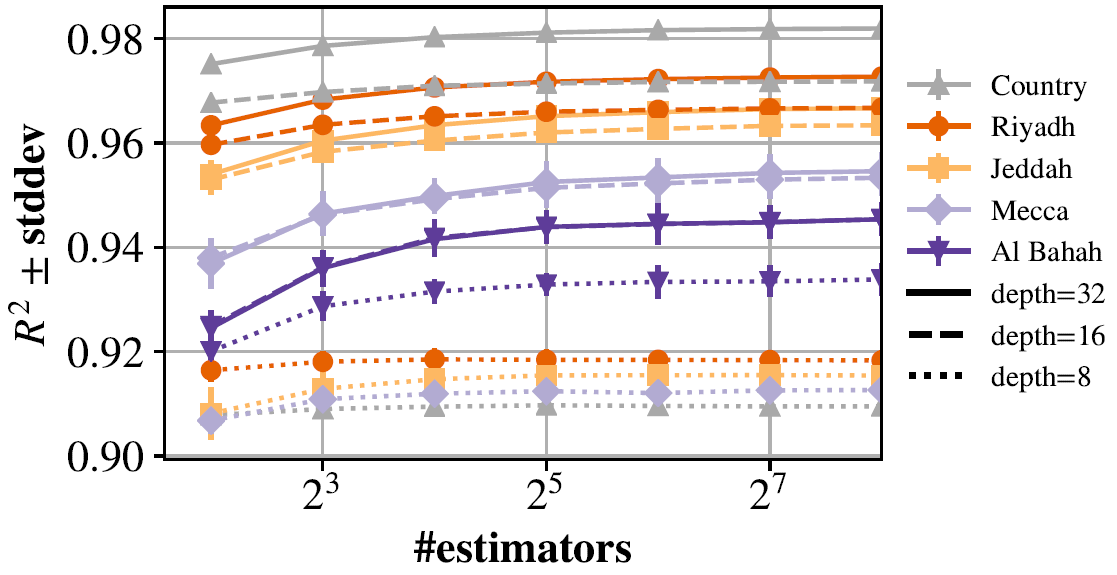 0.98
0.96
0.94
0.92
0.90
R² ± stddev
2³
2⁵
2⁷
#estimators
Country
Riyadh
Jeddah
Mecca
Al Bahah
depth=32
depth=16
depth=8